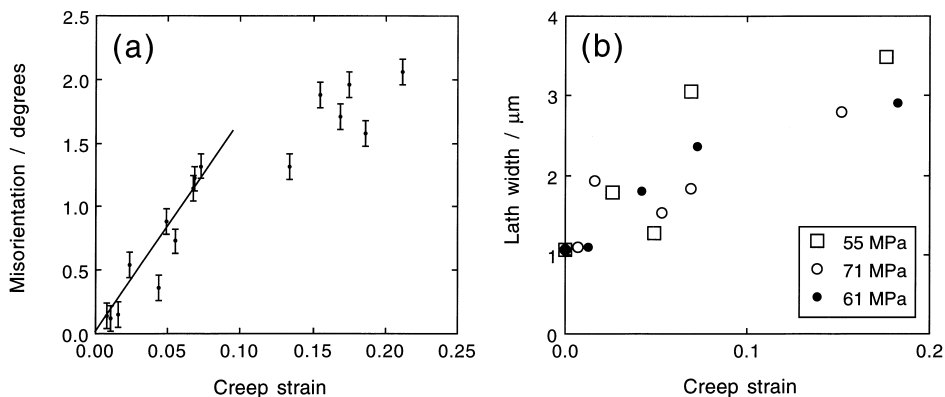 (a)
Misorientation / degrees
2.5
2.0
1.5
1.0
0.5
0.0
0.00 0.05 0.10 0.15 0.20 0.25
Creep strain
(b)
Lath width / μm
4
3
2
1
0
0.0 0.1 0.2
Creep strain
55 MPa
71 MPa
61 MPa